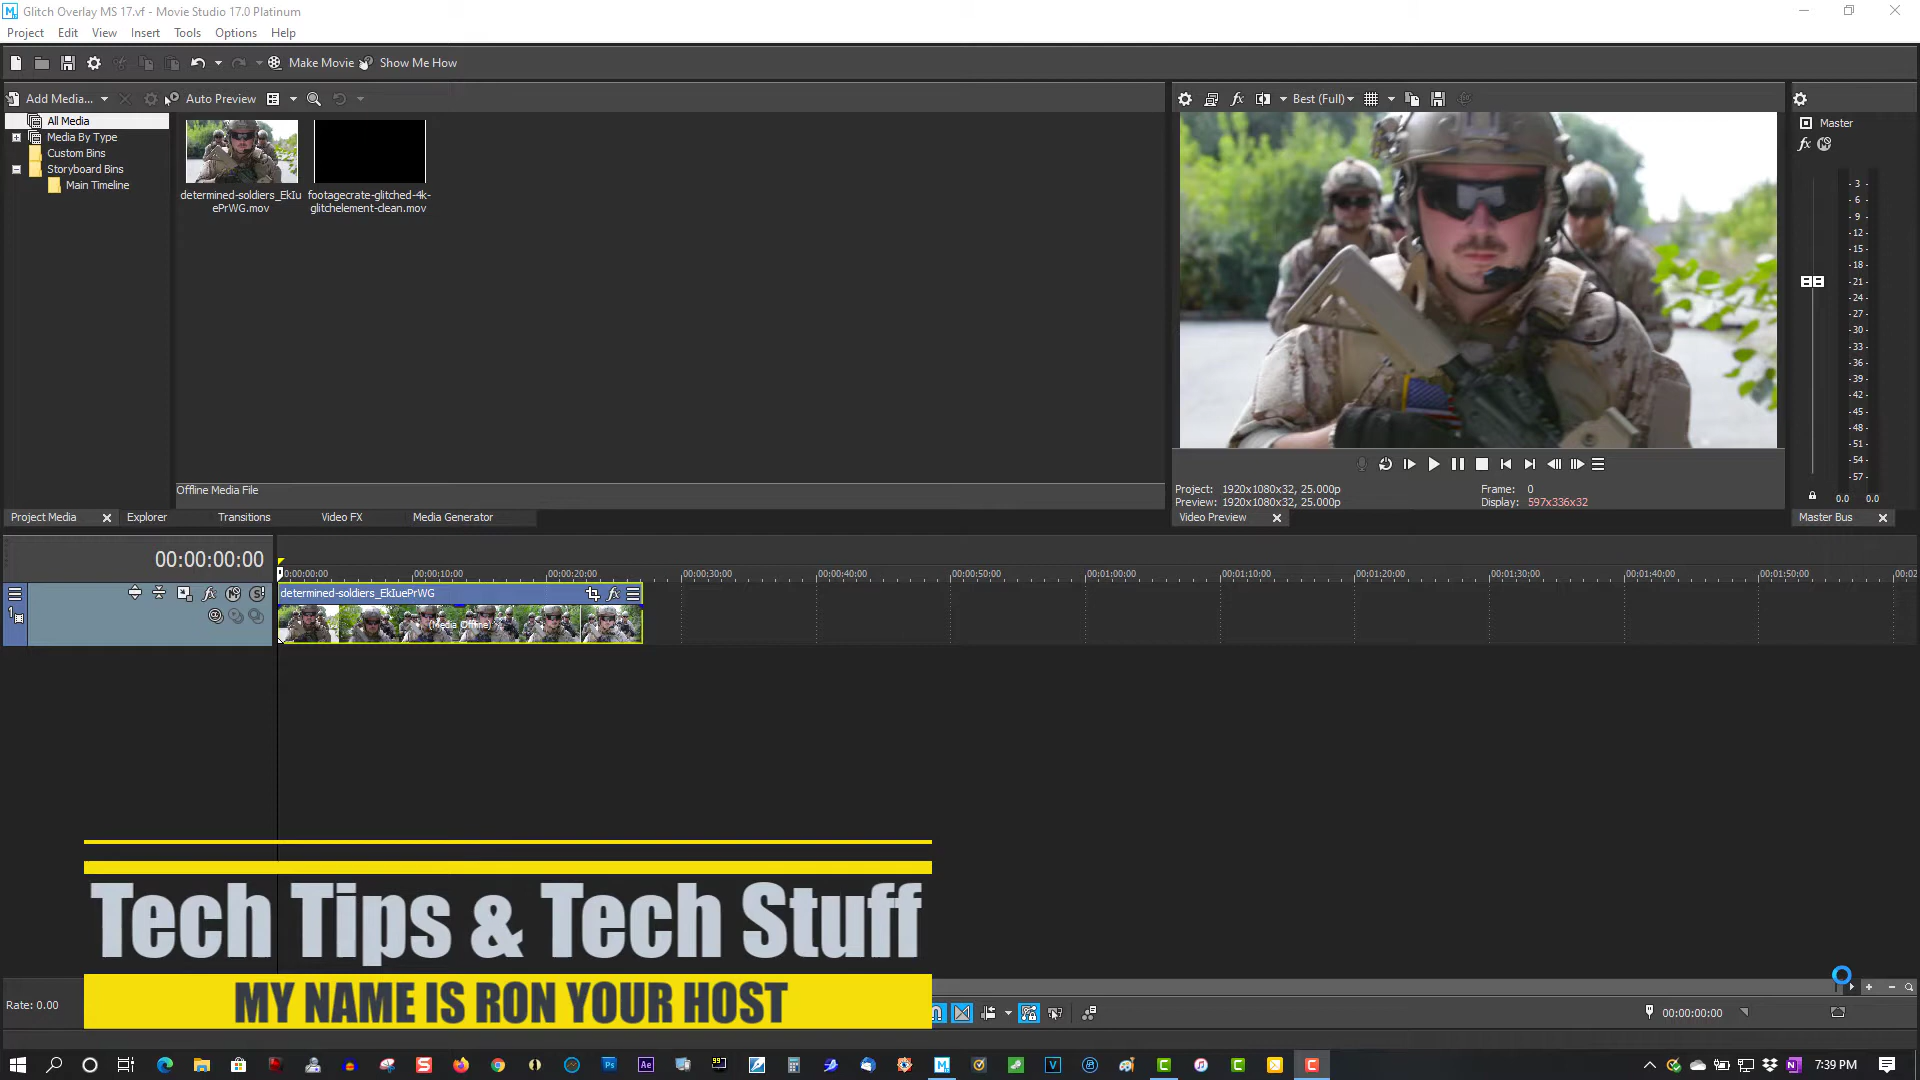 Glitch Overlay MS 17.vf - Movie Studio 17.0 Platinum
Project Edit View Insert Tools Options Help
Make Movie Show Me How
Add Media... Auto Preview
All Media
Media By Type
Custom Bins
Storyboard Bins
Main Timeline
determined-soldiers_EkIu
ePrWG.mov
footagecrate-glitched-4k-
glitchelement-clean.mov
Offline Media File
Project Media Explorer Transitions Video FX Media Generator
fx Best (Full)
Project: 1920x1080x32, 25.000p Frame: 0
Preview: 1920x1080x32, 25.000p Display: 597x336x32
Video Preview
Master
fx
- 3 -
- 6 -
- 9 -
- 12 -
- 15 -
- 18 -
- 21 -
- 24 -
- 27 -
- 30 -
- 33 -
- 36 -
- 39 -
- 42 -
- 45 -
- 48 -
- 51 -
- 54 -
- 57 -
0.0 0.0
Master Bus
00:00:00:00
00:00:00:00 00:00:10:00 00:00:20:00 00:00:30:00 00:00:40:00 00:00:50:00 00:01:00:00 00:01:10:00 00:01:20:00 00:01:30:00 00:01:40:00 00:01:50:00 00:02
determined-soldiers_EkIuePrWG fx
(Media Offline)
fx S
1
Tech Tips & Tech Stuff
MY NAME IS RON YOUR HOST
Rate: 0.00
00:00:00:00
7:39 PM